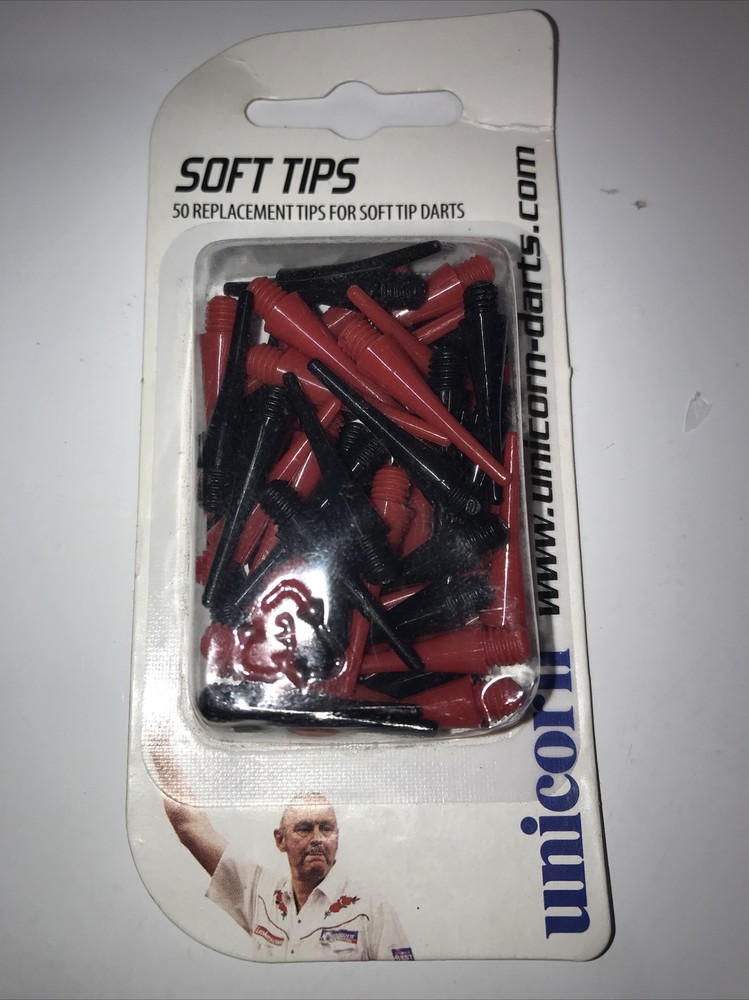 SOFT TIPS
50 REPLACEMENT TIPS FOR SOFT TIP DARTS
www.unicorn-darts.com
unicorn